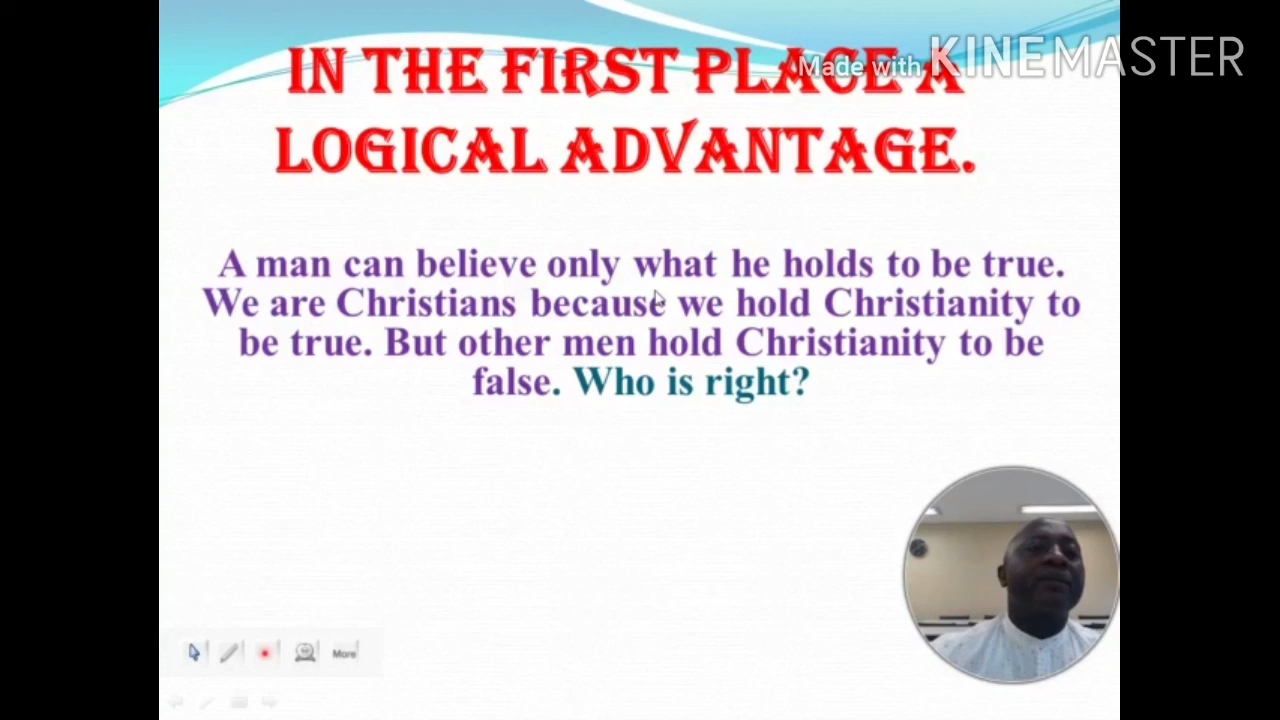 IN THE FIRST PLACE A
Made with KINEMASTER
LOGICAL ADVANTAGE.
A man can believe only what he holds to be true.
We are Christians because we hold Christianity to
be true. But other men hold Christianity to be
false. Who is right?
More